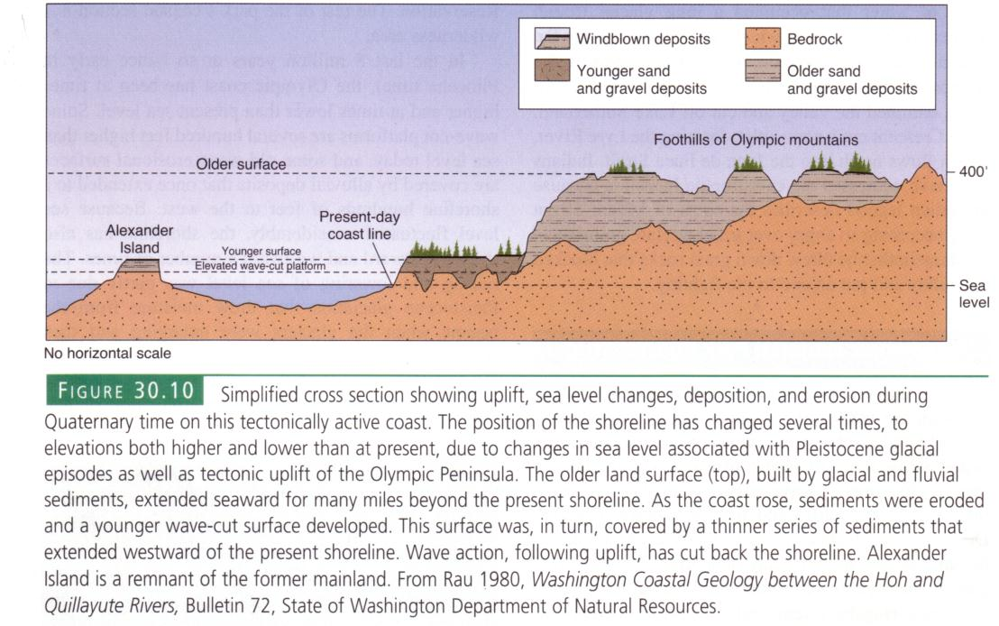 Windblown deposits
Bedrock
Younger sand
and gravel deposits
Older sand
and gravel deposits
Foothills of Olympic mountains
Older surface
400'
Present-day
coast line
Alexander
Island
Younger surface
Elevated wave-cut platform
Sea
level
No horizontal scale
FIGURE 30.10 Simplified cross section showing uplift, sea level changes, deposition, and erosion during
Quaternary time on this tectonically active coast. The position of the shoreline has changed several times, to
elevations both higher and lower than at present, due to changes in sea level associated with Pleistocene glacial
episodes as well as tectonic uplift of the Olympic Peninsula. The older land surface (top), built by glacial and fluvial
sediments, extended seaward for many miles beyond the present shoreline. As the coast rose, sediments were eroded
and a younger wave-cut surface developed. This surface was, in turn, covered by a thinner series of sediments that
extended westward of the present shoreline. Wave action, following uplift, has cut back the shoreline. Alexander
Island is a remnant of the former mainland. From Rau 1980, Washington Coastal Geology between the Hoh and
Quillayute Rivers, Bulletin 72, State of Washington Department of Natural Resources.